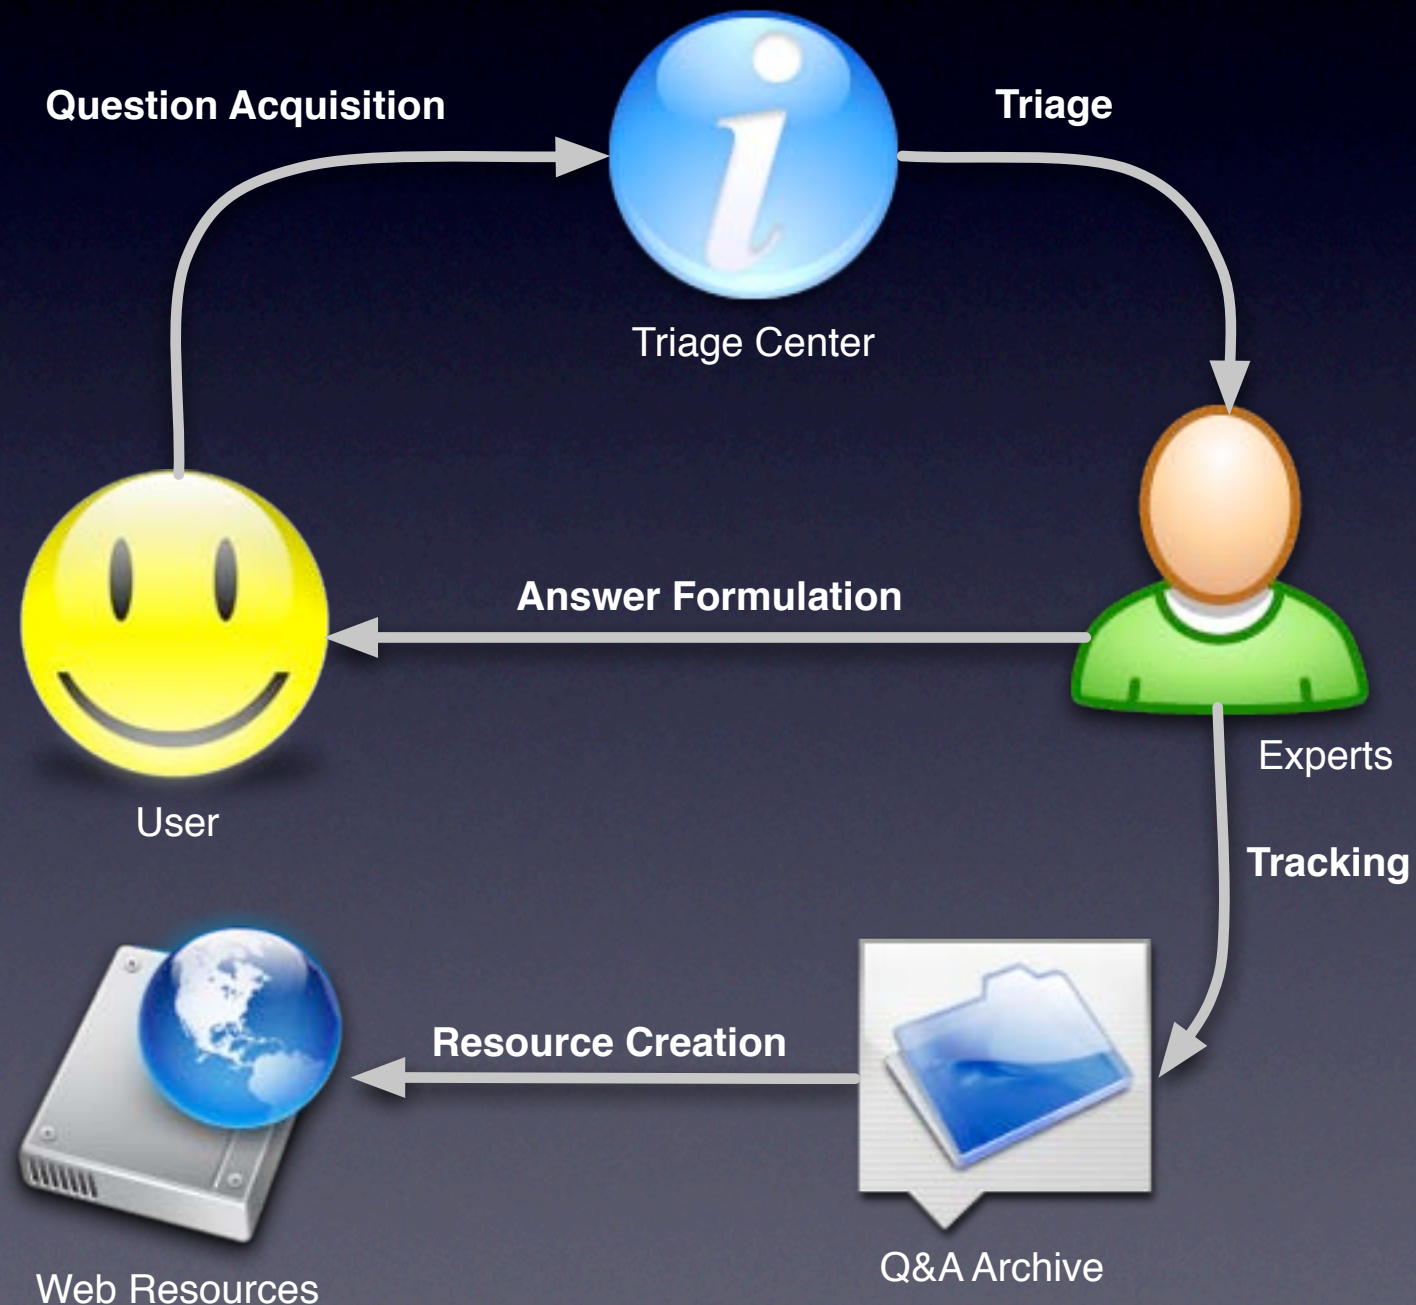 Question Acquisition
Triage
Triage Center
Answer Formulation
Experts
User
Tracking
Resource Creation
Q&A Archive
Web Resources